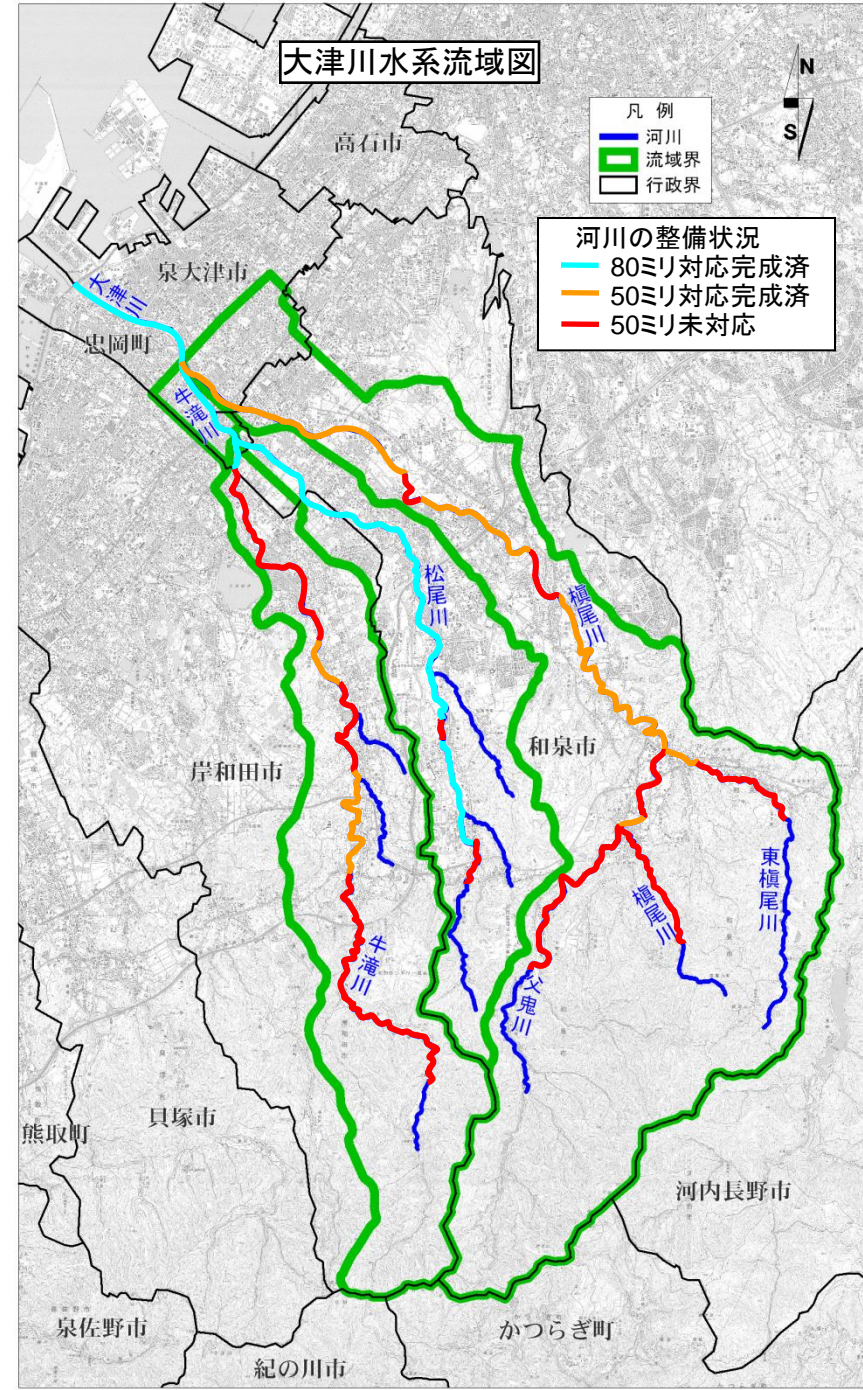 大津川水系流域図
N
S
凡 例
河川
流域界
行政界
河川の整備状況
80ミリ対応完成済
50ミリ対応完成済
50ミリ未対応
高石市
泉大津市
大津川
忠岡町
牛滝川
松尾川
槇尾川
和泉市
岸和田市
東槇尾川
槇尾川
牛滝川
父鬼川
貝塚市
熊取町
河内長野市
泉佐野市
かつらぎ町
紀の川市